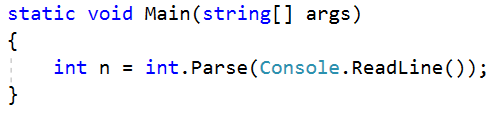 static void Main(string[] args)
{
    int n = int.Parse(Console.ReadLine());
}